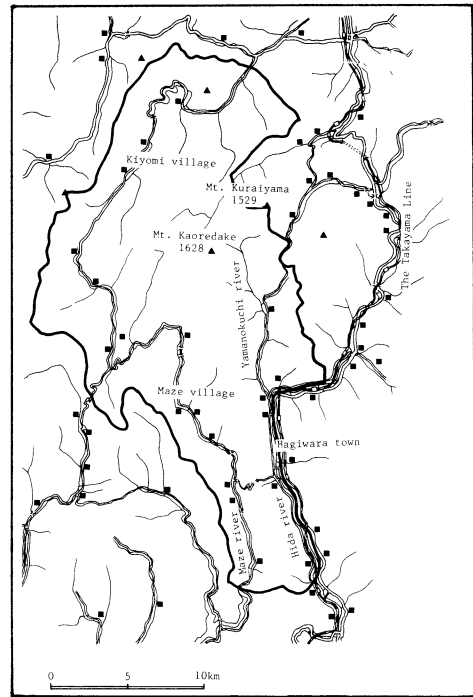 Kiyomi village
Mt. Kuraiyama
1529
Mt. Kaoredake
1628
The Takayama Line
Yamanokuchi river
Maze village
Hagiwara town
Maze river
Hida river
0 5 10km